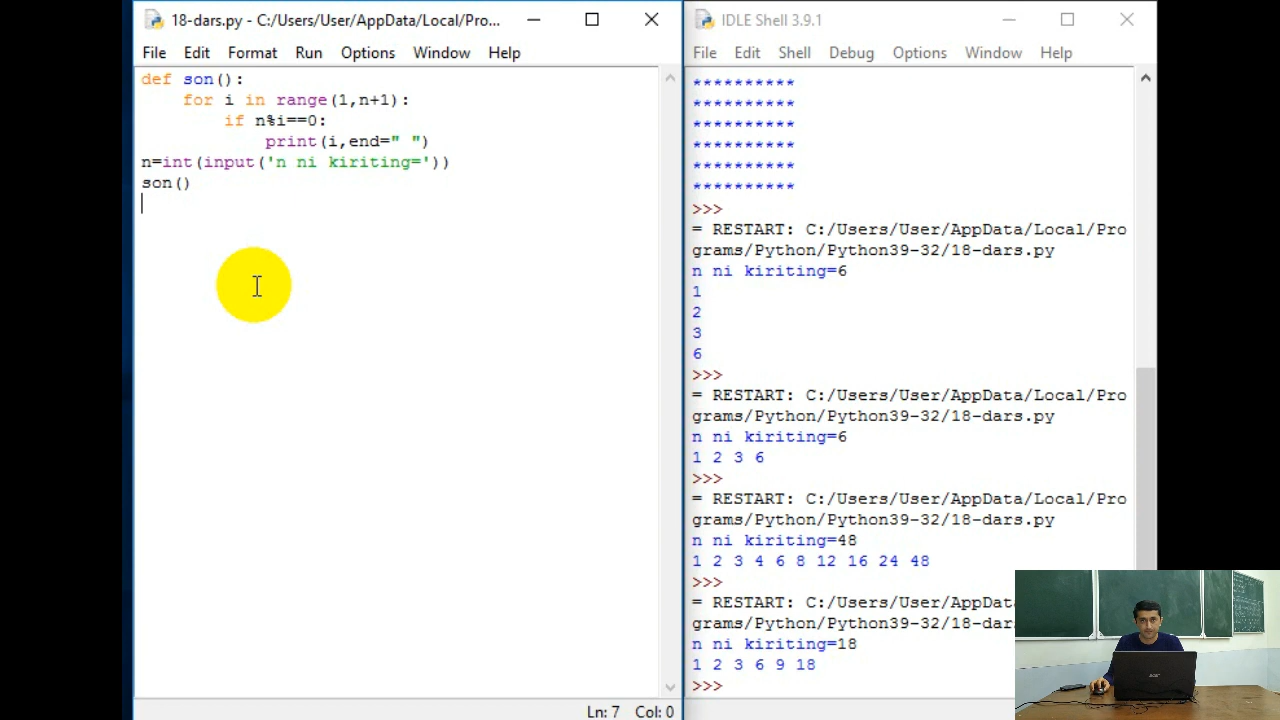 18-dars.py - C:/Users/User/AppData/Local/Pro...
File Edit Format Run Options Window Help
def son():
    for i in range(1,n+1):
        if n%i==0:
            print(i,end=" ")
n=int(input('n ni kiriting='))
son()
Ln: 7 Col: 0
IDLE Shell 3.9.1
File Edit Shell Debug Options Window Help
**********
**********
**********
**********
**********
**********
>>>
= RESTART: C:/Users/User/AppData/Local/Pro
grams/Python/Python39-32/18-dars.py
n ni kiriting=6
1
2
3
6
>>>
= RESTART: C:/Users/User/AppData/Local/Pro
grams/Python/Python39-32/18-dars.py
n ni kiriting=6
1 2 3 6
>>>
= RESTART: C:/Users/User/AppData/Local/Pro
grams/Python/Python39-32/18-dars.py
n ni kiriting=48
1 2 3 4 6 8 12 16 24 48
>>>
= RESTART: C:/Users/User/AppDat
grams/Python/Python39-32/18-dar
n ni kiriting=18
1 2 3 6 9 18
>>>